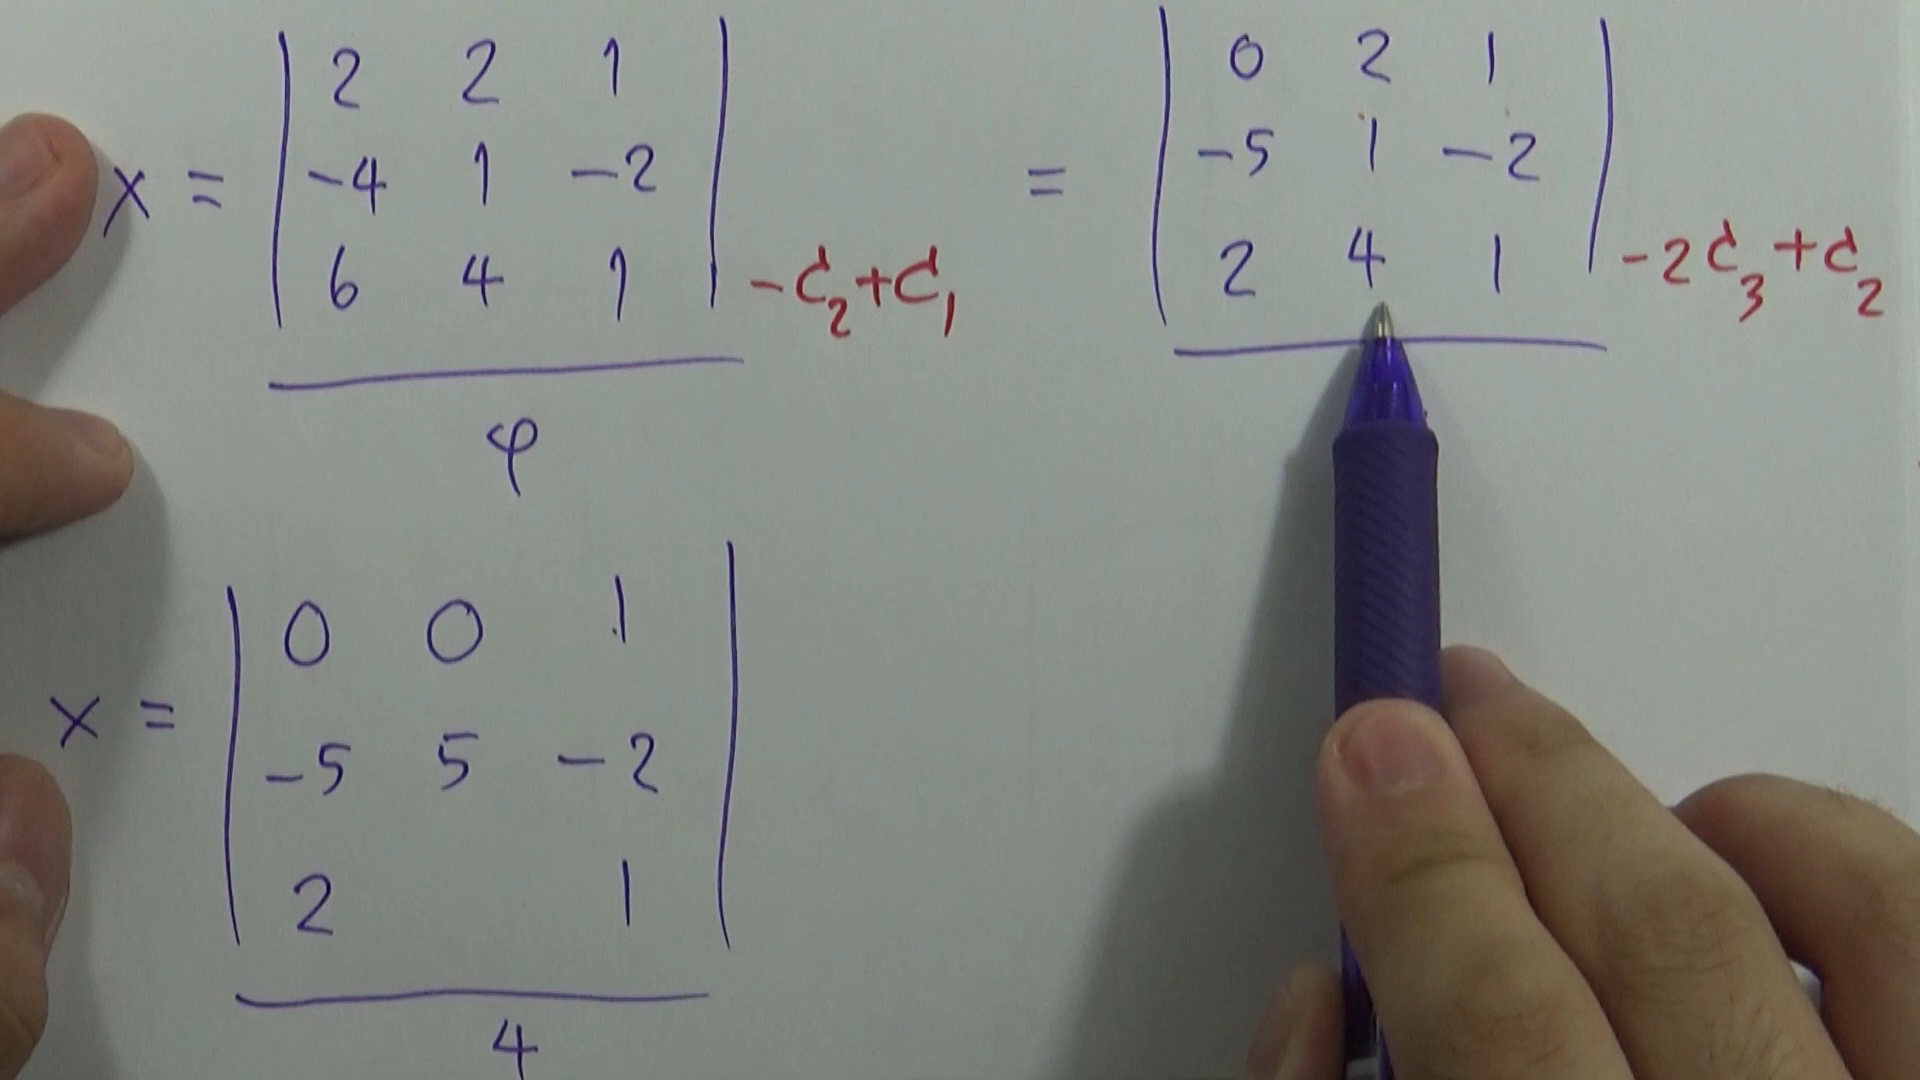 2 2 1
-4 1 -2
x =
6 4 1 -C₂+C₁
φ
0 2 1
-5 1 -2
=
2 4 1 -2C₃+C₂
0 0 1
-5 5 -2
x =
2 1
4